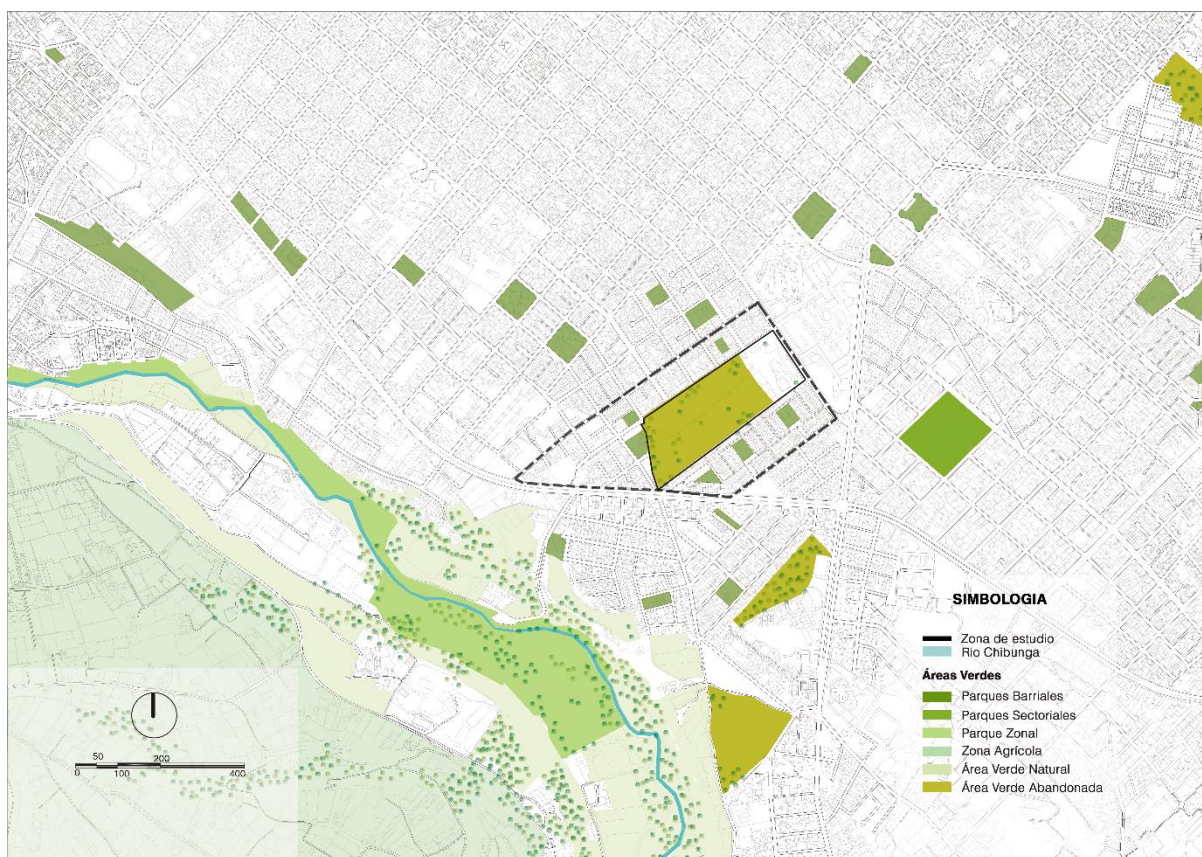 SIMBOLOGIA
Zona de estudio
Rio Chibunga
Áreas Verdes
Parques Barriales
Parques Sectoriales
Parque Zonal
Zona Agrícola
Área Verde Natural
Área Verde Abandonada
50 200
0 100 400